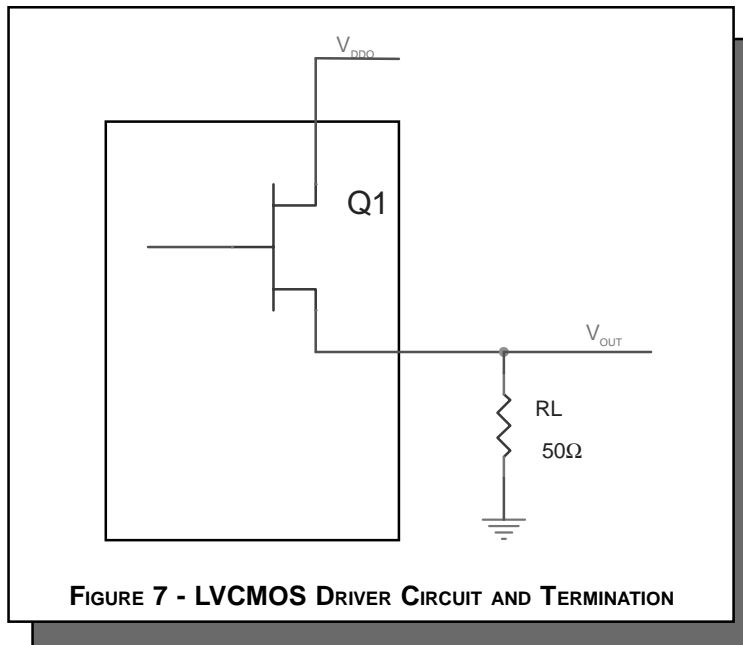 V_DDO
Q1
V_OUT
RL
50Ω
FIGURE 7 - LVCMOS DRIVER CIRCUIT AND TERMINATION